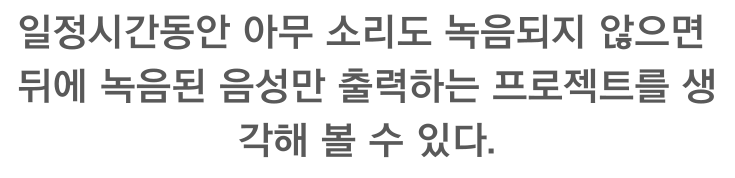 일정시간동안 아무 소리도 녹음되지 않으면
뒤에 녹음된 음성만 출력하는 프로젝트를 생
각해 볼 수 있다.